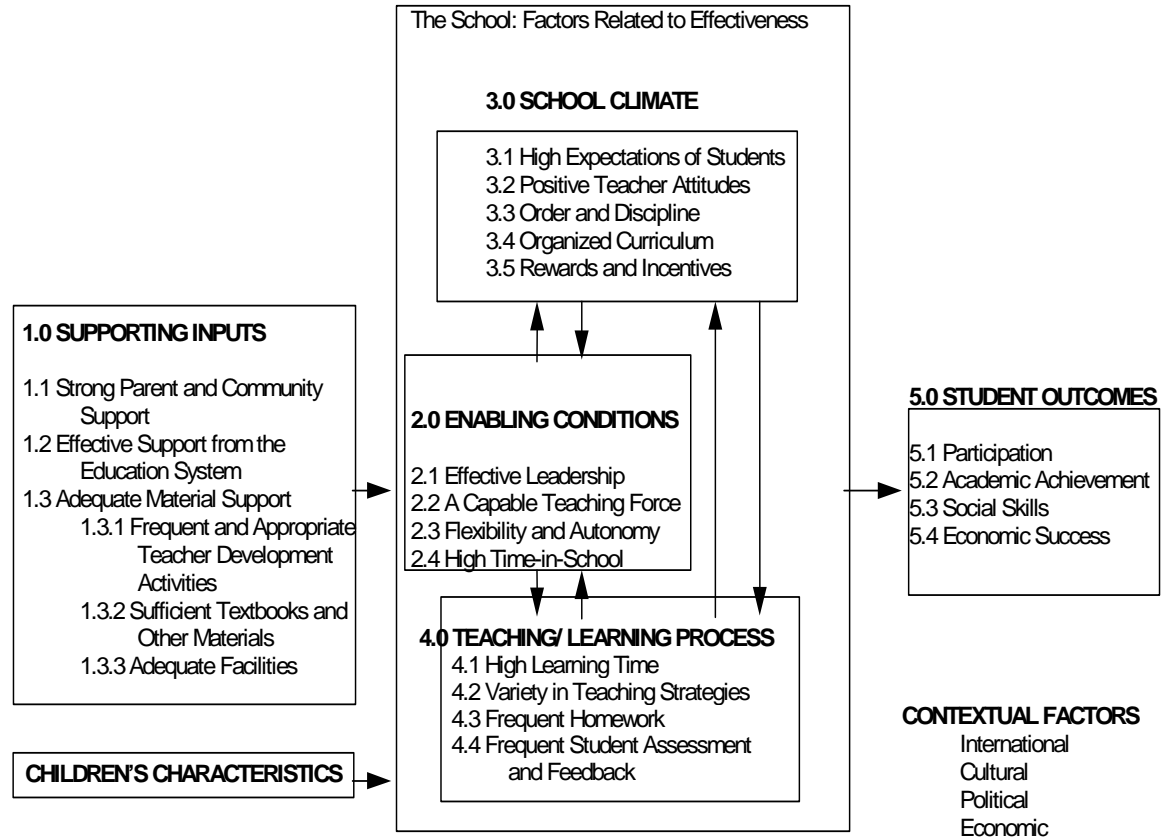 The School: Factors Related to Effectiveness
3.0 SCHOOL CLIMATE
3.1 High Expectations of Students
3.2 Positive Teacher Attitudes
3.3 Order and Discipline
3.4 Organized Curriculum
3.5 Rewards and Incentives
1.0 SUPPORTING INPUTS
1.1 Strong Parent and Community
Support
1.2 Effective Support from the
Education System
1.3 Adequate Material Support
1.3.1 Frequent and Appropriate
Teacher Development
Activities
1.3.2 Sufficient Textbooks and
Other Materials
1.3.3 Adequate Facilities
2.0 ENABLING CONDITIONS
2.1 Effective Leadership
2.2 A Capable Teaching Force
2.3 Flexibility and Autonomy
2.4 High Time-in-School
5.0 STUDENT OUTCOMES
5.1 Participation
5.2 Academic Achievement
5.3 Social Skills
5.4 Economic Success
4.0 TEACHING/ LEARNING PROCESS
4.1 High Learning Time
4.2 Variety in Teaching Strategies
4.3 Frequent Homework
4.4 Frequent Student Assessment
and Feedback
CHILDREN'S CHARACTERISTICS
CONTEXTUAL FACTORS
International
Cultural
Political
Economic